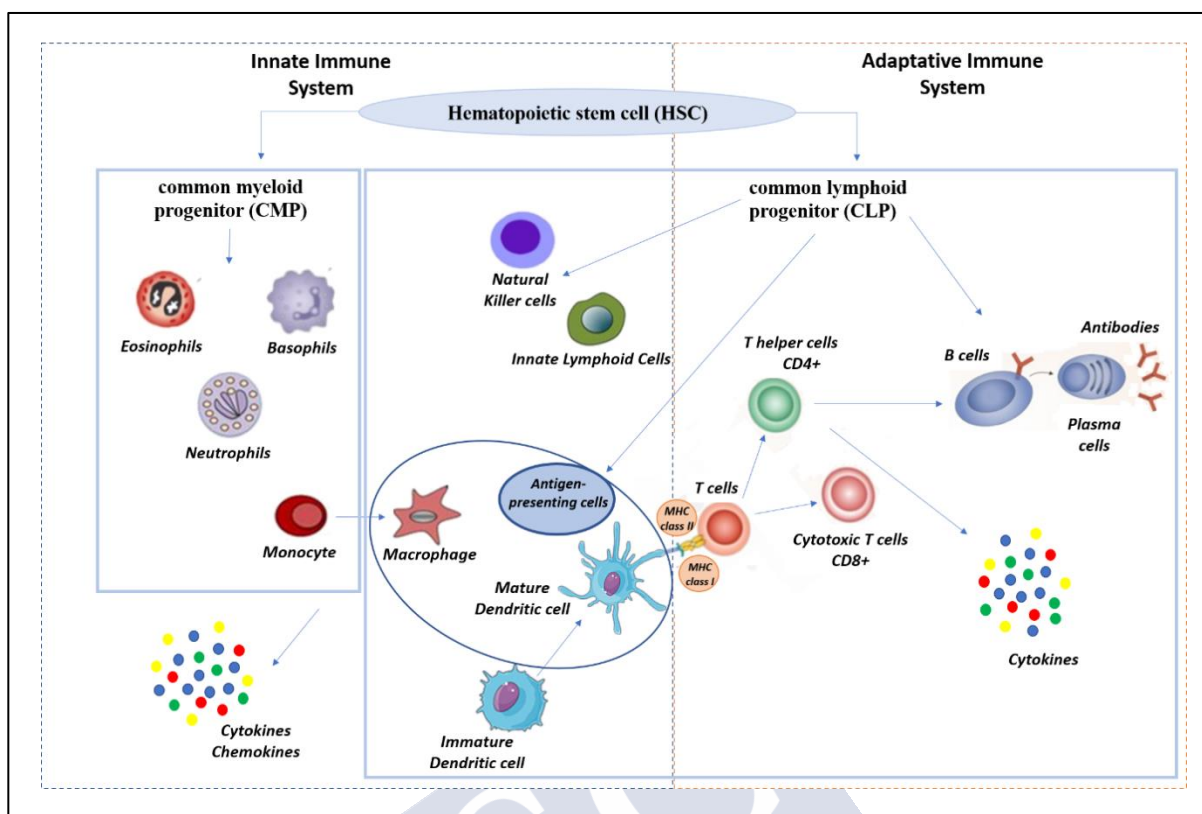 Innate Immune
System
Adaptative Immune
System
Hematopoietic stem cell (HSC)
common myeloid
progenitor (CMP)
common lymphoid
progenitor (CLP)
Eosinophils
Basophils
Neutrophils
Monocyte
Natural
Killer cells
Innate Lymphoid Cells
Antigen-
presenting cells
Macrophage
Mature
Dendritic cell
Immature
Dendritic cell
Cytokines
Chemokines
MHC
class II
MHC
class I
T cells
T helper cells
CD4+
Cytotoxic T cells
CD8+
B cells
Antibodies
Plasma
cells
Cytokines